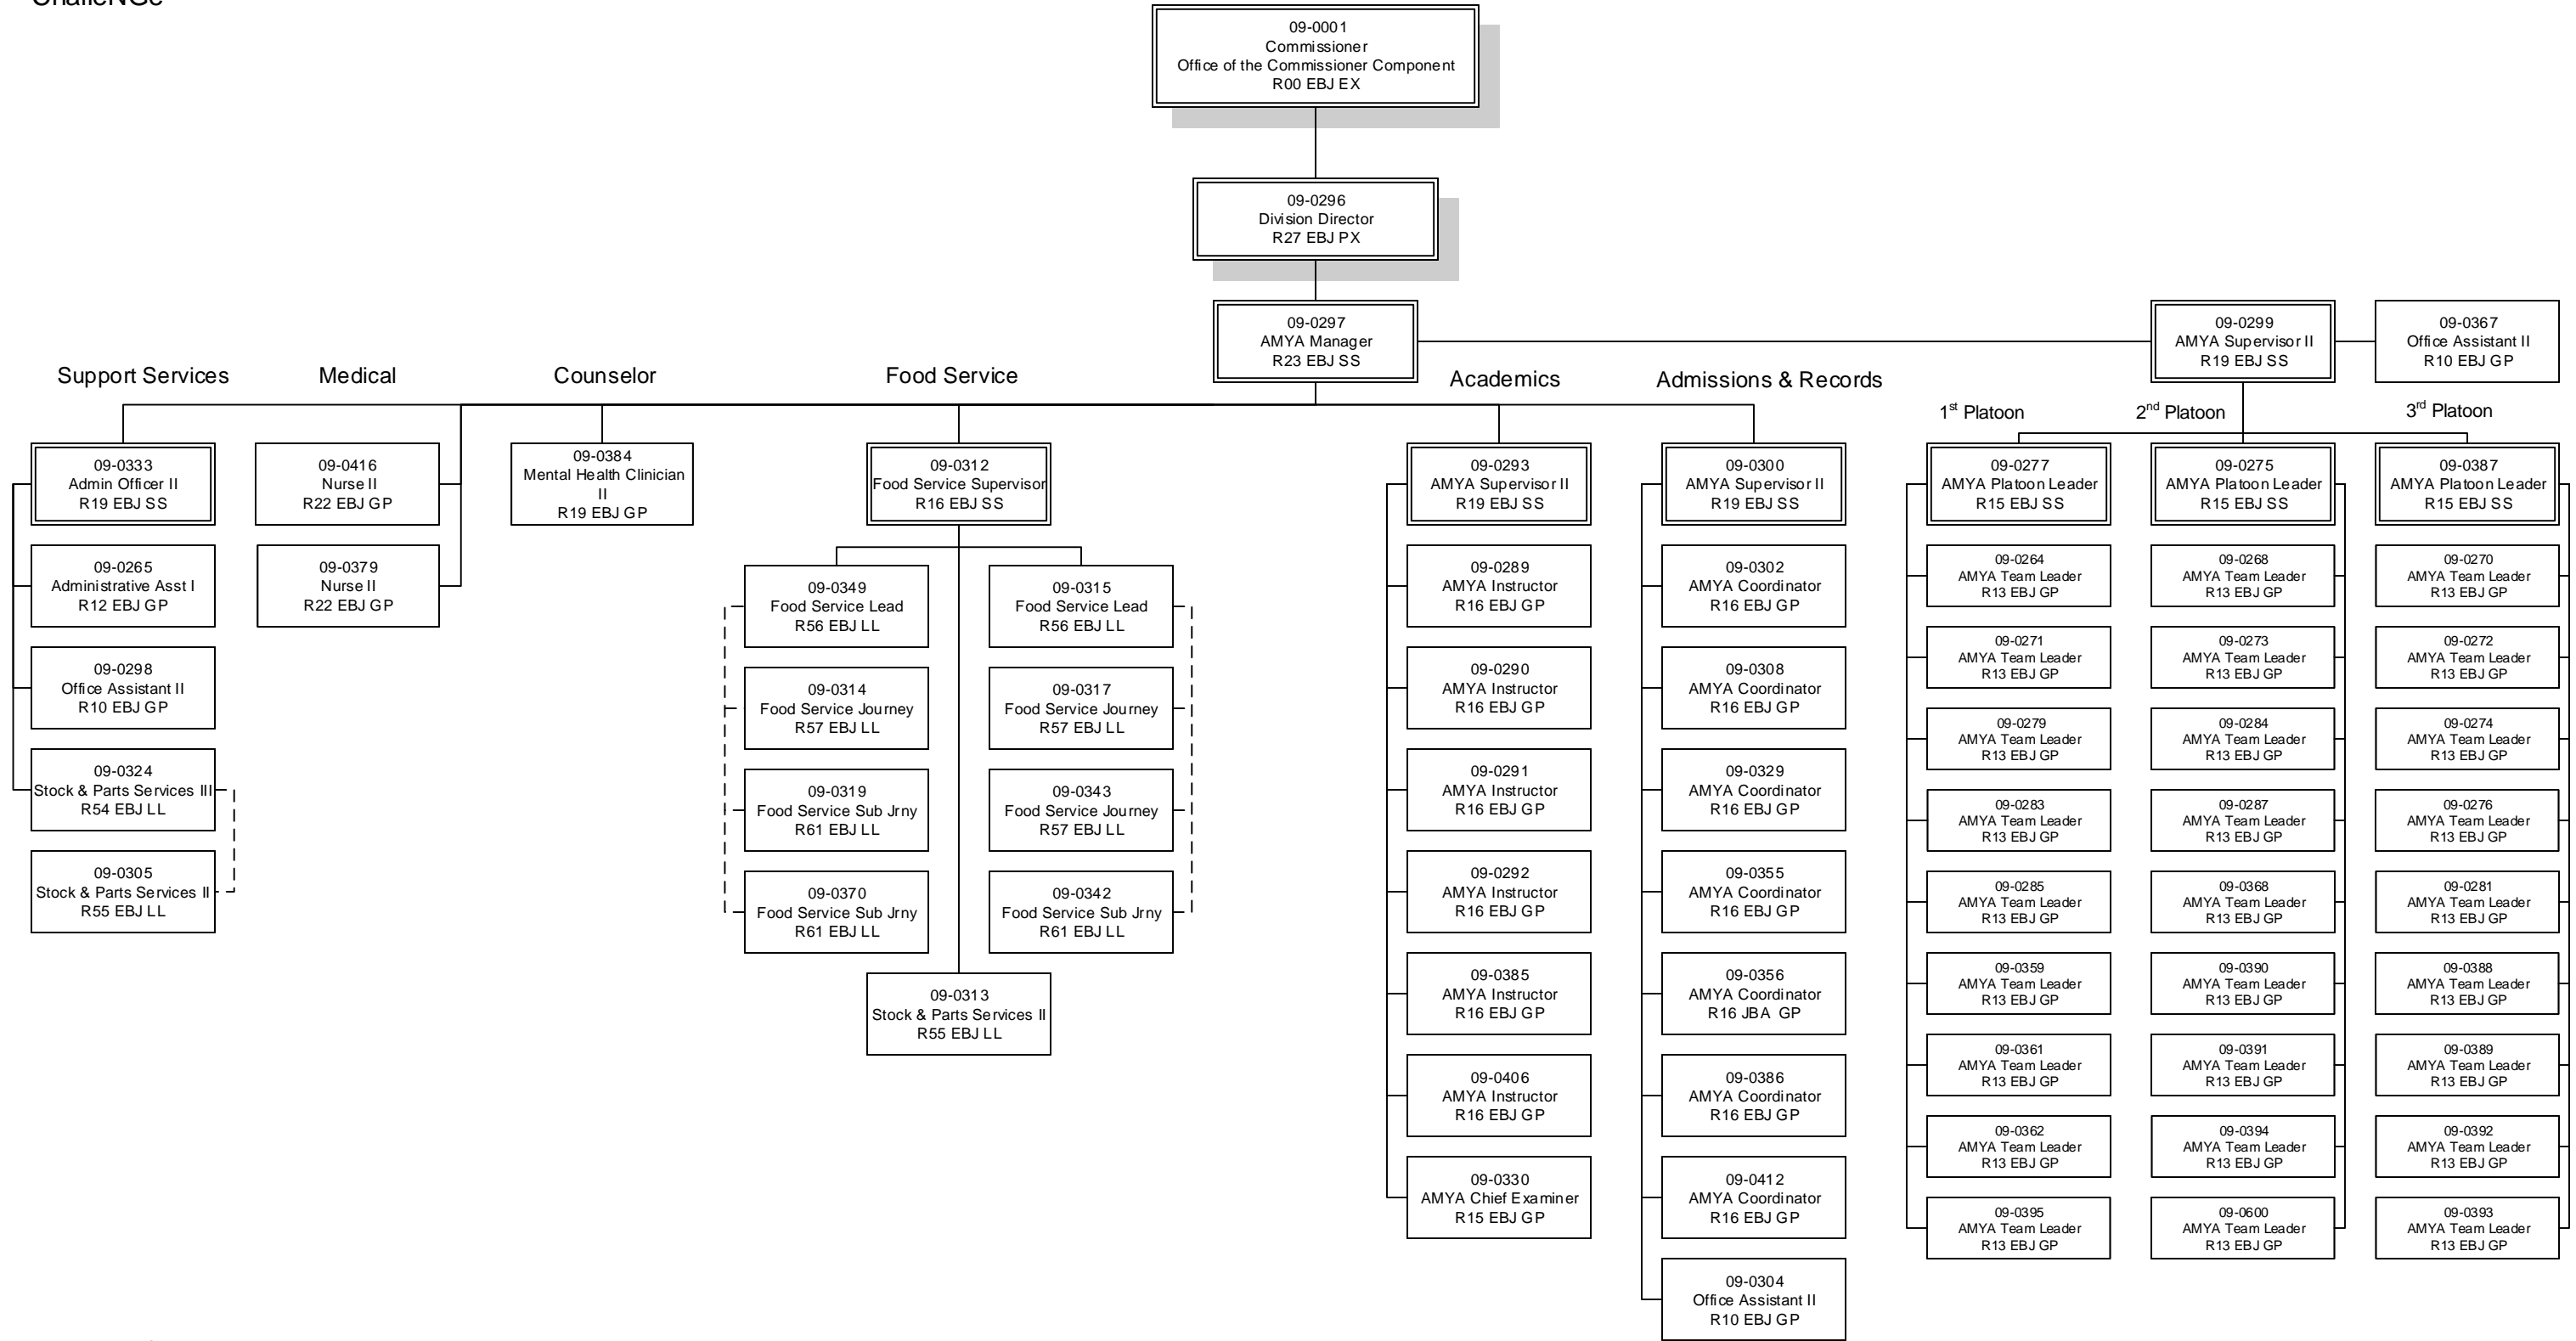 ChalleNGe
09-0001
Commissioner
Office of the Commissioner Component
R00 EBJ EX
09-0296
Division Director
R27 EBJ PX
09-0297
AMYA Manager
R23 EBJ SS
09-0299
AMYA Supervisor II
R19 EBJ SS
09-0367
Office Assistant II
R10 EBJ GP
Support Services
09-0333
Admin Officer II
R19 EBJ SS
09-0265
Administrative Asst I
R12 EBJ GP
09-0298
Office Assistant II
R10 EBJ GP
09-0324
Stock & Parts Services III
R54 EBJ LL
09-0305
Stock & Parts Services II
R55 EBJ LL
Medical
09-0416
Nurse II
R22 EBJ GP
09-0379
Nurse II
R22 EBJ GP
Counselor
09-0384
Mental Health Clinician
II
R19 EBJ GP
Food Service
09-0312
Food Service Supervisor
R16 EBJ SS
09-0349
Food Service Lead
R56 EBJ LL
09-0314
Food Service Journey
R57 EBJ LL
09-0319
Food Service Sub Jrny
R61 EBJ LL
09-0370
Food Service Sub Jrny
R61 EBJ LL
09-0315
Food Service Lead
R56 EBJ LL
09-0317
Food Service Journey
R57 EBJ LL
09-0343
Food Service Journey
R57 EBJ LL
09-0342
Food Service Sub Jrny
R61 EBJ LL
09-0313
Stock & Parts Services II
R55 EBJ LL
Academics
09-0293
AMYA Supervisor II
R19 EBJ SS
09-0289
AMYA Instructor
R16 EBJ GP
09-0290
AMYA Instructor
R16 EBJ GP
09-0291
AMYA Instructor
R16 EBJ GP
09-0292
AMYA Instructor
R16 EBJ GP
09-0385
AMYA Instructor
R16 EBJ GP
09-0406
AMYA Instructor
R16 EBJ GP
09-0330
AMYA Chief Examiner
R15 EBJ GP
Admissions & Records
09-0300
AMYA Supervisor II
R19 EBJ SS
09-0302
AMYA Coordinator
R16 EBJ GP
09-0308
AMYA Coordinator
R16 EBJ GP
09-0329
AMYA Coordinator
R16 EBJ GP
09-0355
AMYA Coordinator
R16 EBJ GP
09-0356
AMYA Coordinator
R16 JBA GP
09-0386
AMYA Coordinator
R16 EBJ GP
09-0412
AMYA Coordinator
R16 EBJ GP
09-0304
Office Assistant II
R10 EBJ GP
1st Platoon
09-0277
AMYA Platoon Leader
R15 EBJ SS
09-0264
AMYA Team Leader
R13 EBJ GP
09-0271
AMYA Team Leader
R13 EBJ GP
09-0279
AMYA Team Leader
R13 EBJ GP
09-0283
AMYA Team Leader
R13 EBJ GP
09-0285
AMYA Team Leader
R13 EBJ GP
09-0359
AMYA Team Leader
R13 EBJ GP
09-0361
AMYA Team Leader
R13 EBJ GP
09-0362
AMYA Team Leader
R13 EBJ GP
09-0395
AMYA Team Leader
R13 EBJ GP
2nd Platoon
09-0275
AMYA Platoon Leader
R15 EBJ SS
09-0268
AMYA Team Leader
R13 EBJ GP
09-0273
AMYA Team Leader
R13 EBJ GP
09-0284
AMYA Team Leader
R13 EBJ GP
09-0287
AMYA Team Leader
R13 EBJ GP
09-0368
AMYA Team Leader
R13 EBJ GP
09-0390
AMYA Team Leader
R13 EBJ GP
09-0391
AMYA Team Leader
R13 EBJ GP
09-0394
AMYA Team Leader
R13 EBJ GP
09-0600
AMYA Team Leader
R13 EBJ GP
3rd Platoon
09-0387
AMYA Platoon Leader
R15 EBJ SS
09-0270
AMYA Team Leader
R13 EBJ GP
09-0272
AMYA Team Leader
R13 EBJ GP
09-0274
AMYA Team Leader
R13 EBJ GP
09-0276
AMYA Team Leader
R13 EBJ GP
09-0281
AMYA Team Leader
R13 EBJ GP
09-0388
AMYA Team Leader
R13 EBJ GP
09-0389
AMYA Team Leader
R13 EBJ GP
09-0392
AMYA Team Leader
R13 EBJ GP
09-0393
AMYA Team Leader
R13 EBJ GP